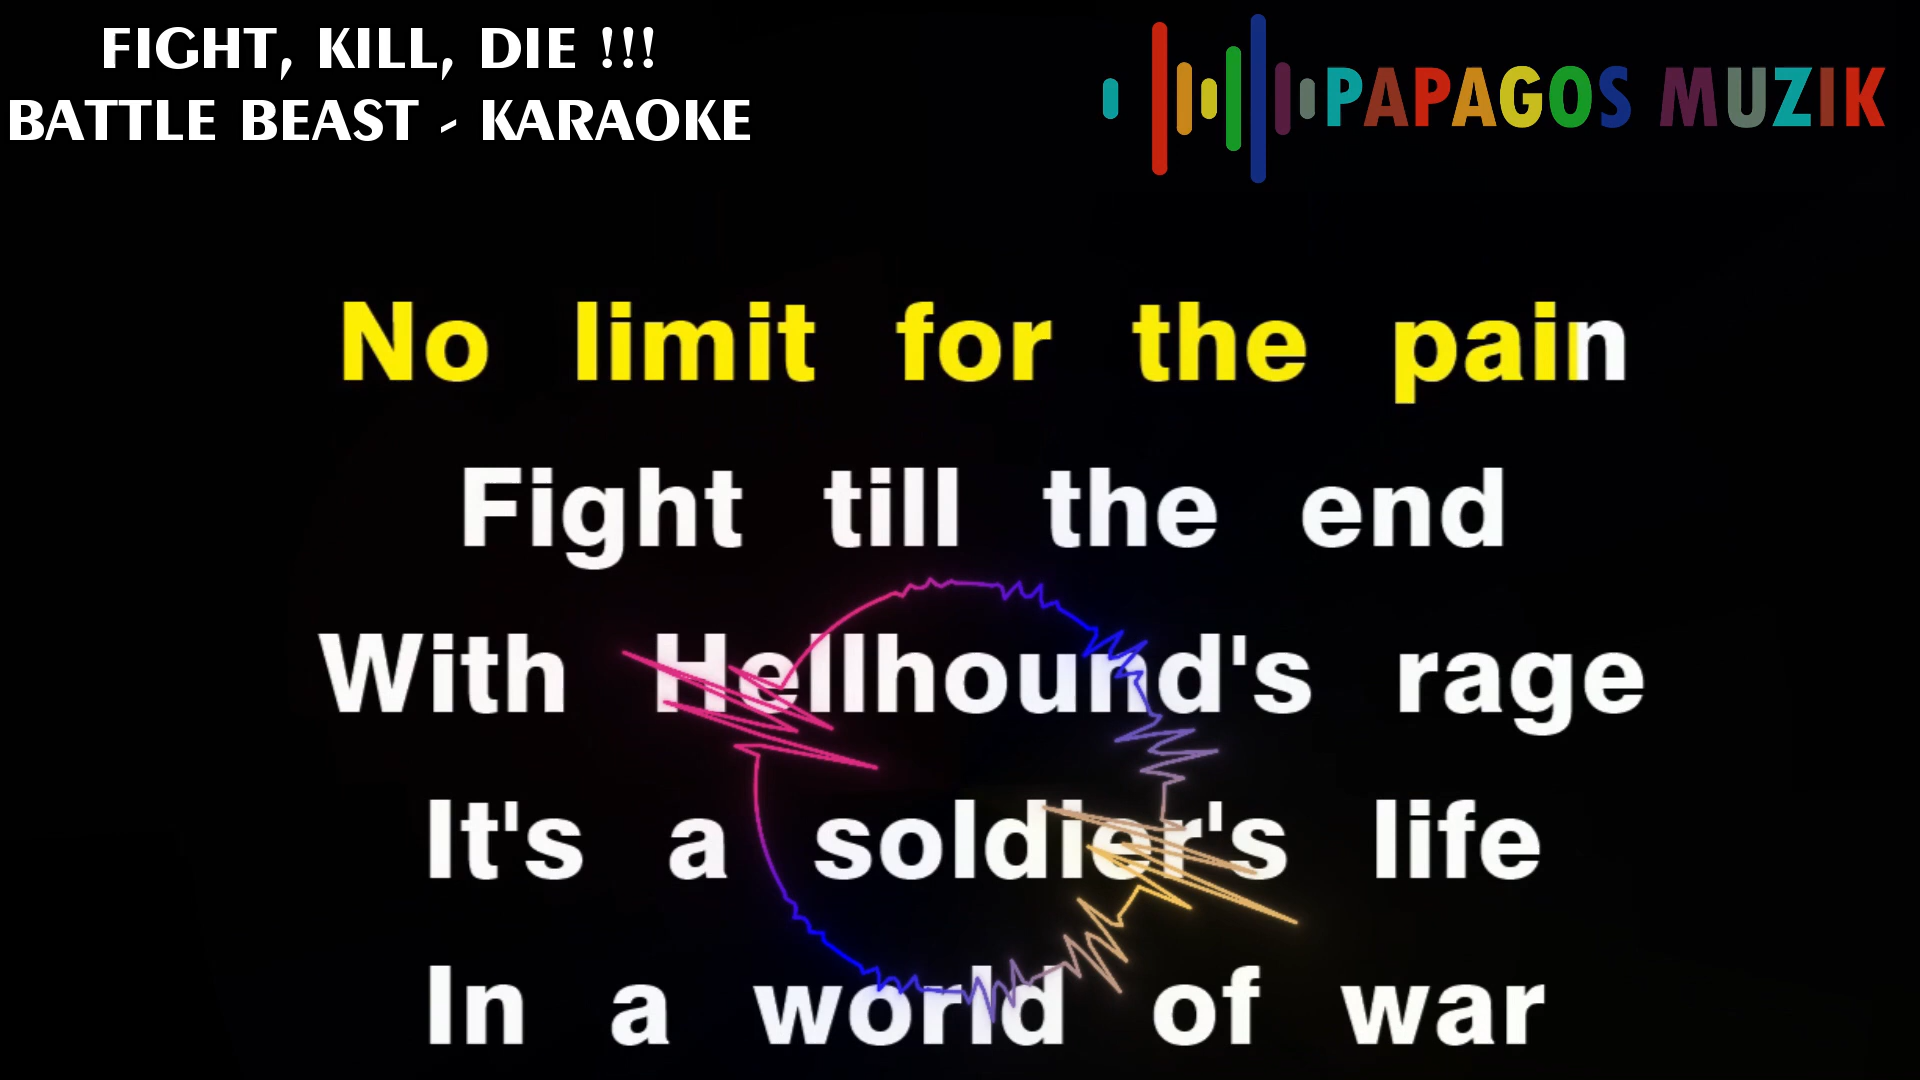 FIGHT, KILL, DIE !!!
BATTLE BEAST - KARAOKE
PAPAGOS MUZIK
No limit for the pain
Fight till the end
With Hellhound's rage
It's a soldier's life
In a world of war